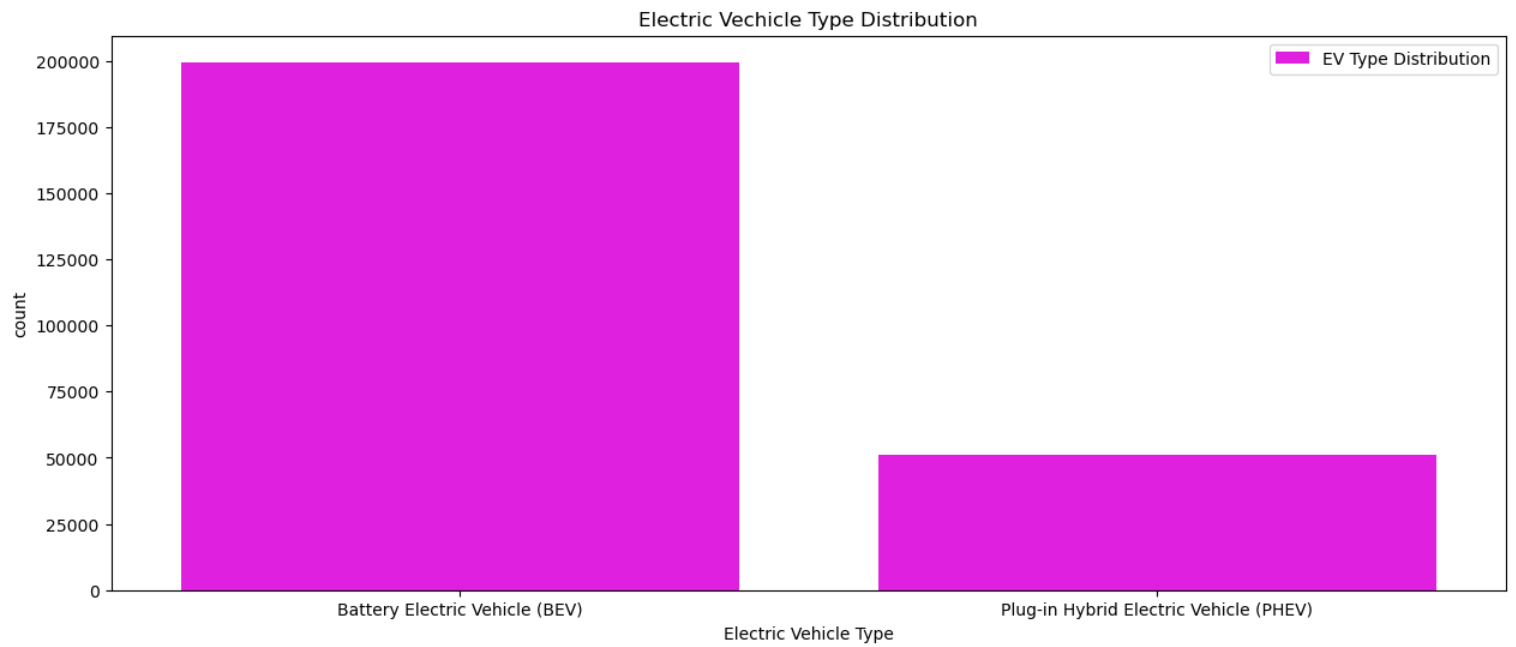 Electric Vechicle Type Distribution
EV Type Distribution
200000
175000
150000
125000
100000
75000
50000
25000
0
count
Battery Electric Vehicle (BEV)
Plug-in Hybrid Electric Vehicle (PHEV)
Electric Vehicle Type